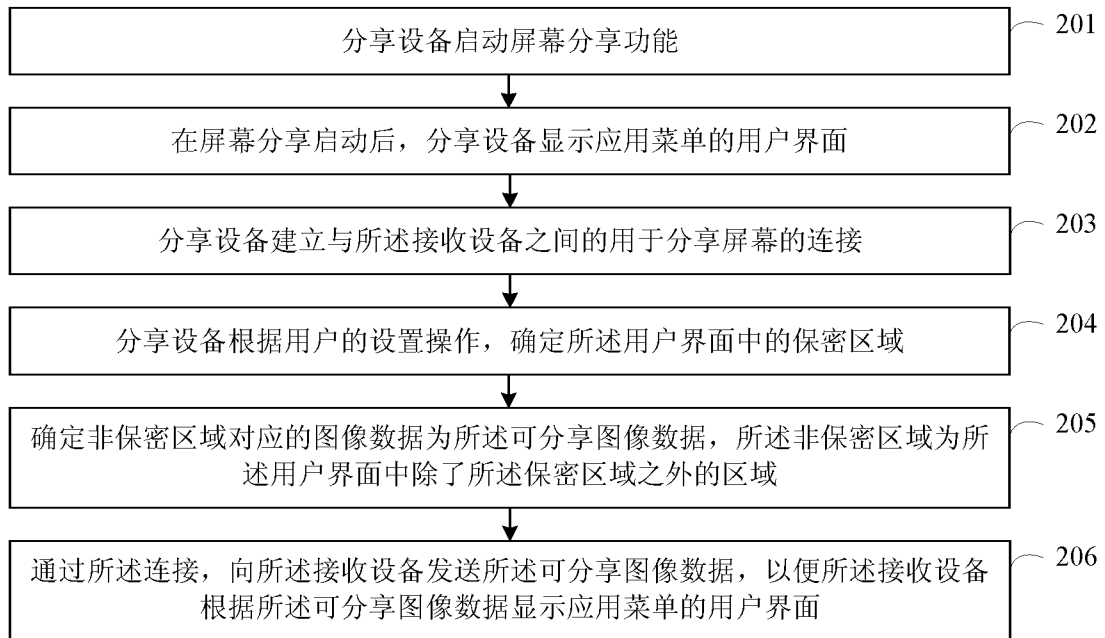 分享设备启动屏幕分享功能
201
在屏幕分享启动后，分享设备显示应用菜单的用户界面
202
分享设备建立与所述接收设备之间的用于分享屏幕的连接
203
分享设备根据用户的设置操作，确定所述用户界面中的保密区域
204
确定非保密区域对应的图像数据为所述可分享图像数据，所述非保密区域为所
述用户界面中除了所述保密区域之外的区域
205
通过所述连接，向所述接收设备发送所述可分享图像数据，以便所述接收设备
根据所述可分享图像数据显示应用菜单的用户界面
206